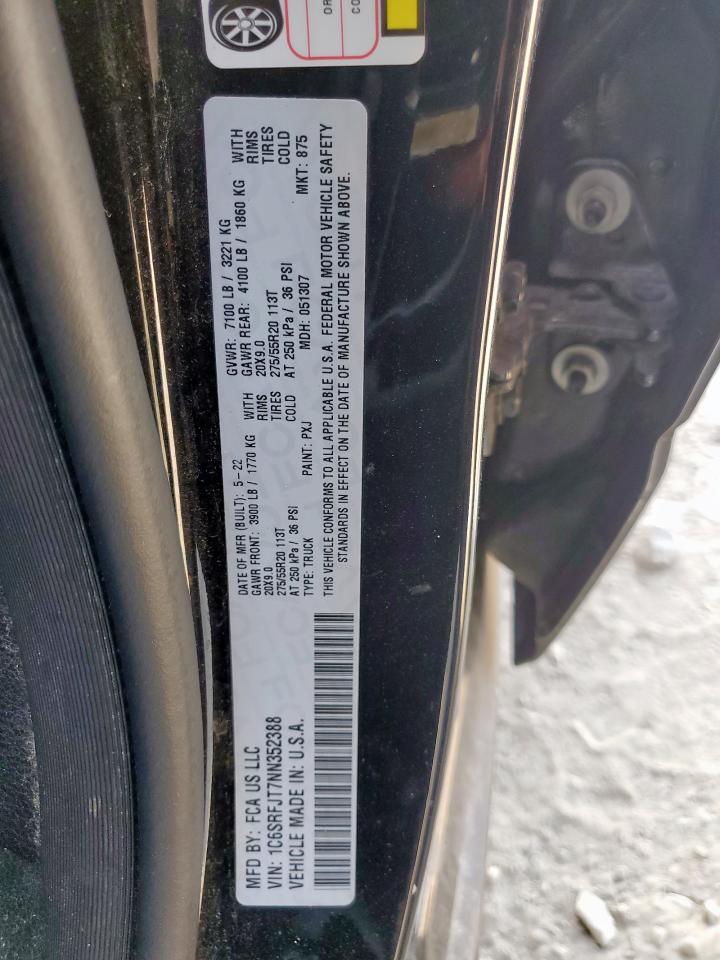 OR
CO
DATE OF MFR (BUILT): 5-22 GVWR: 7100 LB / 3221 KG
GAWR FRONT: 3900 LB / 1770 KG WITH GAWR REAR: 4100 LB / 1860 KG WITH
20X9.0 RIMS 20X9.0 RIMS
275/55R20 113T TIRES 275/55R20 113T TIRES
AT 250 kPa / 36 PSI COLD AT 250 kPa / 36 PSI COLD
TYPE: TRUCK PAINT: PXJ MDH: 051307 MKT: 875
THIS VEHICLE CONFORMS TO ALL APPLICABLE U.S.A. FEDERAL MOTOR VEHICLE SAFETY
STANDARDS IN EFFECT ON THE DATE OF MANUFACTURE SHOWN ABOVE.
MFD BY: FCA US LLC
VIN: 1C6SRFJT7NN352388
VEHICLE MADE IN: U.S.A.